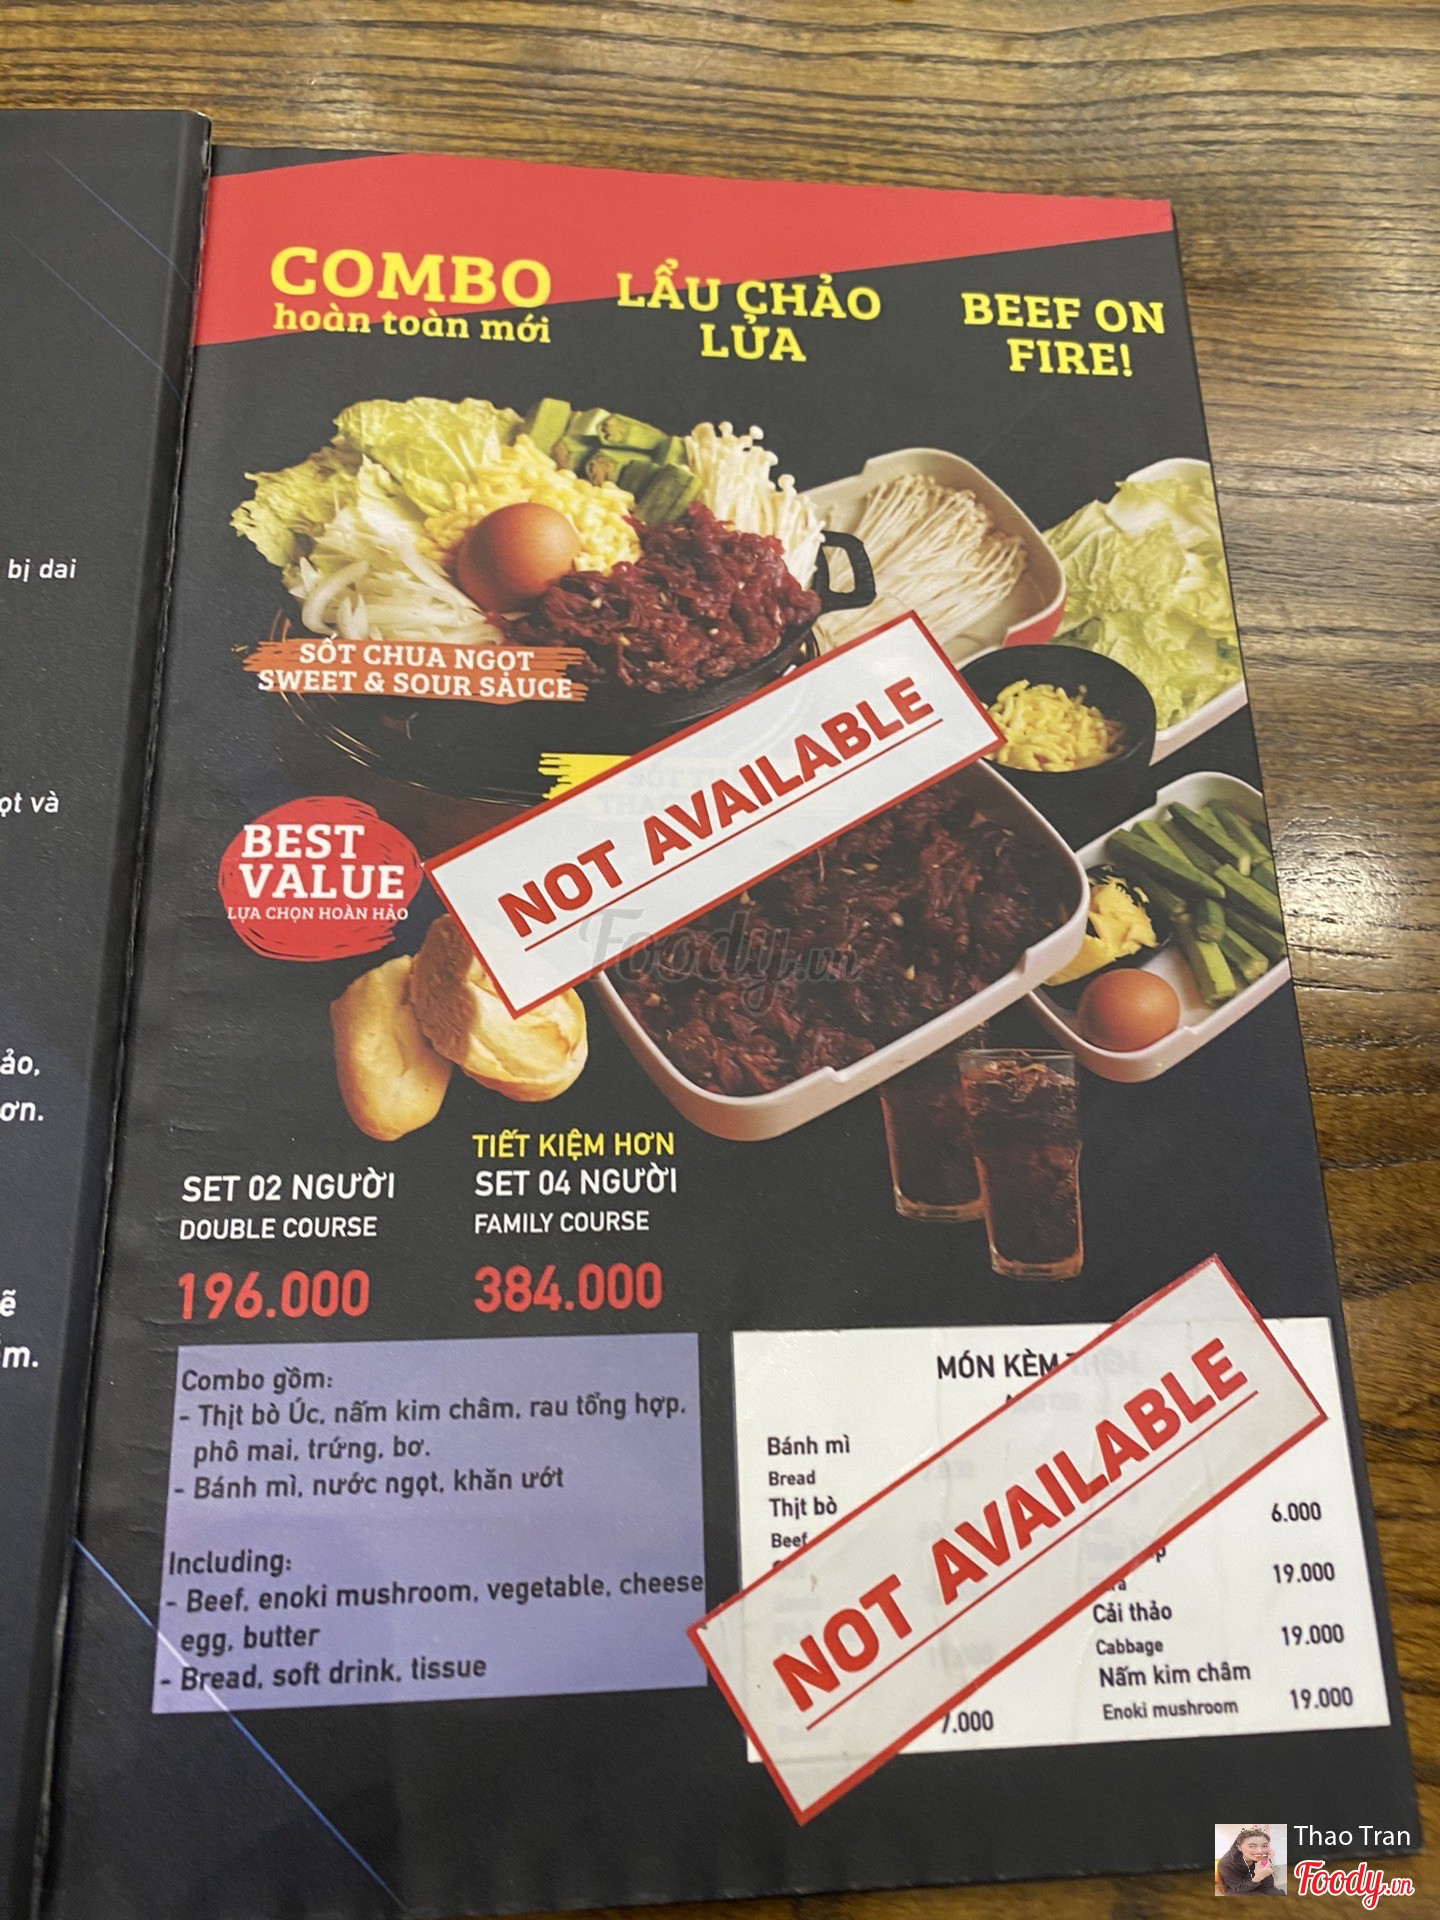 bị dai
ọt và
ảo,
ơn.
ẽ
m.
COMBO
hoàn toàn mới
LẨU CHẢO
LỬA
BEEF ON
FIRE!
SỐT CHUA NGỌT
SWEET & SOUR SAUCE
NOT AVAILABLE
BEST
VALUE
LỰA CHỌN HOÀN HẢO
Foody.vn
SET 02 NGƯỜI
DOUBLE COURSE
196.000
TIẾT KIỆM HƠN
SET 04 NGƯỜI
FAMILY COURSE
384.000
Combo gồm:
- Thịt bò Úc, nấm kim châm, rau tổng hợp,
phô mai, trứng, bơ.
- Bánh mì, nước ngọt, khăn ướt
Including:
- Beef, enoki mushroom, vegetable, cheese
egg, butter
- Bread, soft drink, tissue
MÓN KÈM
NOT AVAILABLE
Bánh mì
Bread
Thịt bò
Beef
7.000
6.000
19.000
Cải thảo
Cabbage
19.000
Nấm kim châm
Enoki mushroom
19.000
Thao Tran
Foody.vn